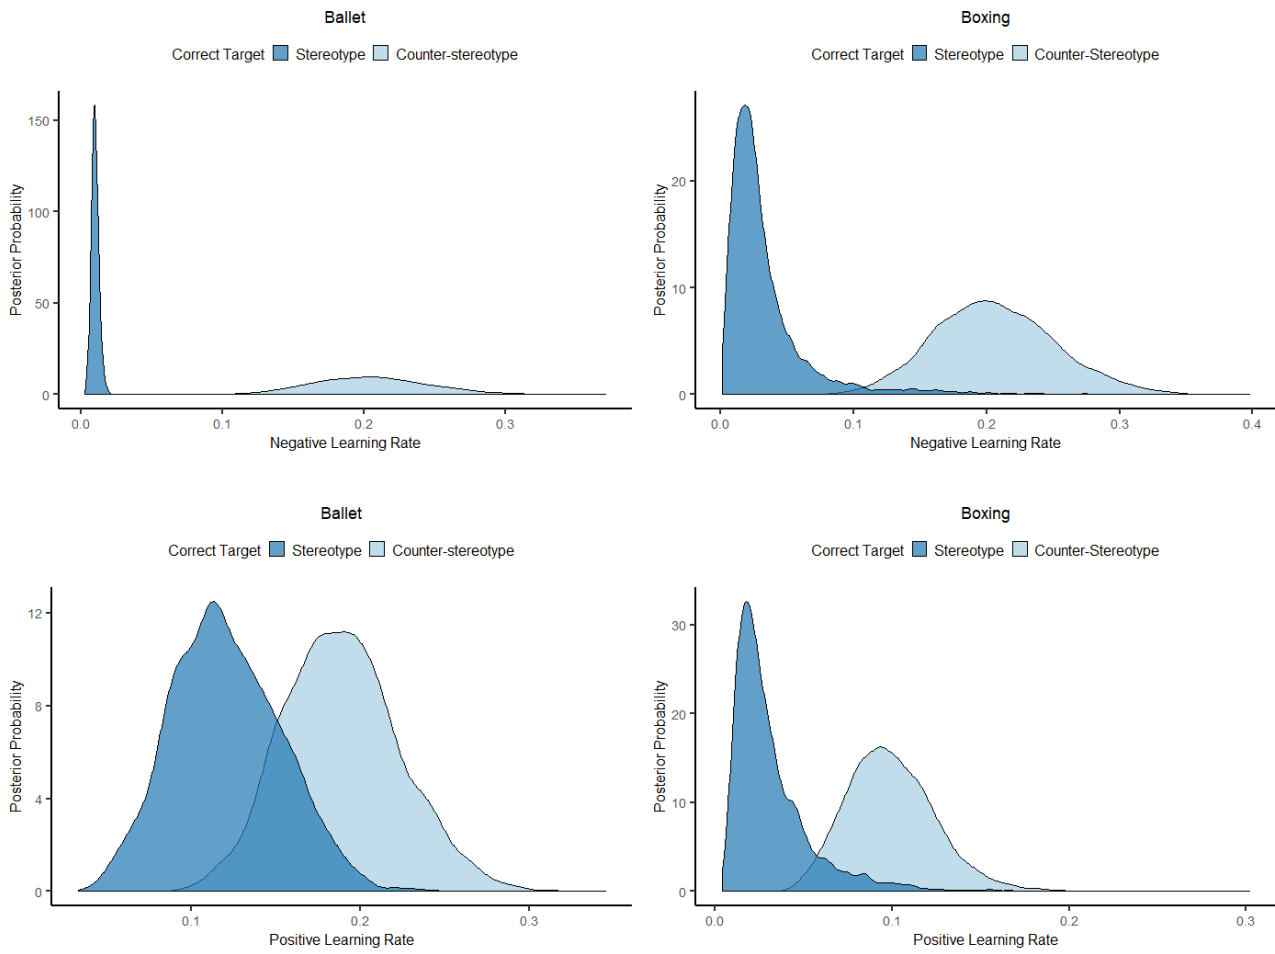 Ballet
Correct Target Stereotype Counter-stereotype
Posterior Probability
150
100
50
0
0.0 0.1 0.2 0.3
Negative Learning Rate
Boxing
Correct Target Stereotype Counter-Stereotype
Posterior Probability
20
10
0
0.0 0.1 0.2 0.3 0.4
Negative Learning Rate
Ballet
Correct Target Stereotype Counter-stereotype
Posterior Probability
12
8
4
0
0.1 0.2 0.3
Positive Learning Rate
Boxing
Correct Target Stereotype Counter-Stereotype
Posterior Probability
30
20
10
0
0.0 0.1 0.2 0.3
Positive Learning Rate